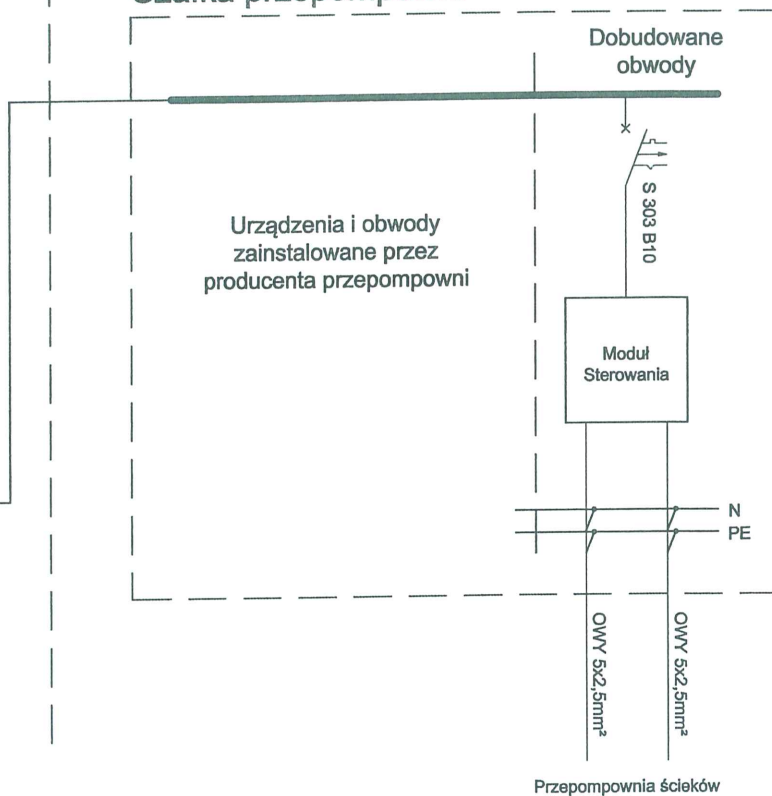 Dobudowane
obwody
Urządzenia i obwody
zainstalowane przez
producenta przepompowni
S 303 B10
Moduł
Sterowania
N
PE
OWY 5x2,5mm²
OWY 5x2,5mm²
Przepompownia ścieków